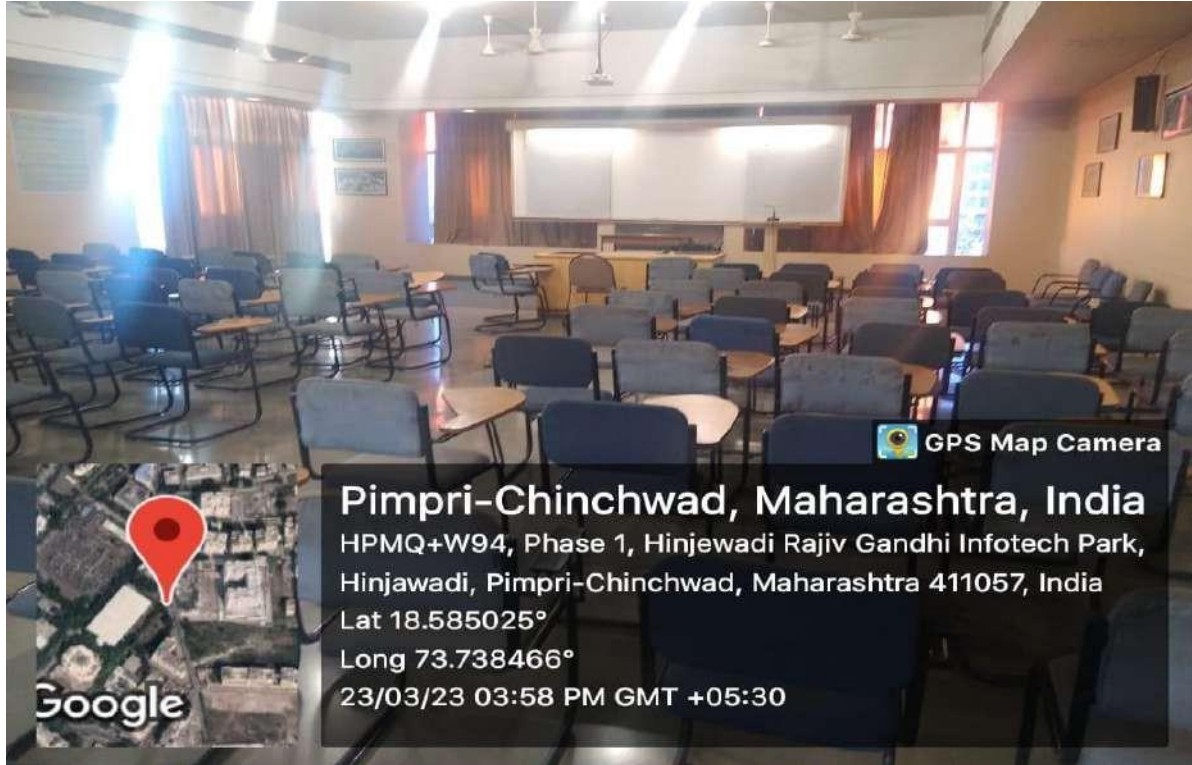 GPS Map Camera
Pimpri-Chinchwad, Maharashtra, India
HPMQ+W94, Phase 1, Hinjewadi Rajiv Gandhi Infotech Park,
Hinjawadi, Pimpri-Chinchwad, Maharashtra 411057, India
Lat 18.585025°
Long 73.738466°
23/03/23 03:58 PM GMT +05:30
Google